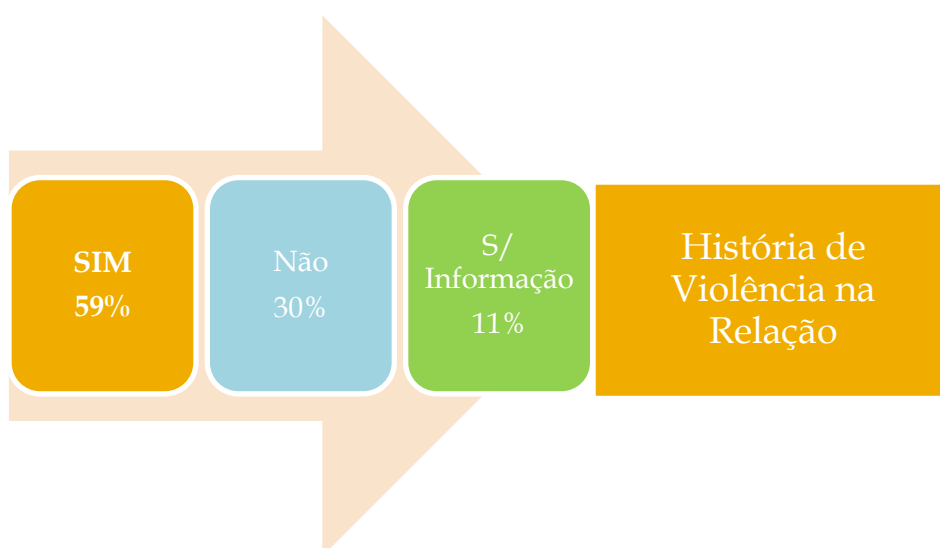 SIM
59%
Não
30%
S/
Informação
11%
História de
Violência na
Relação